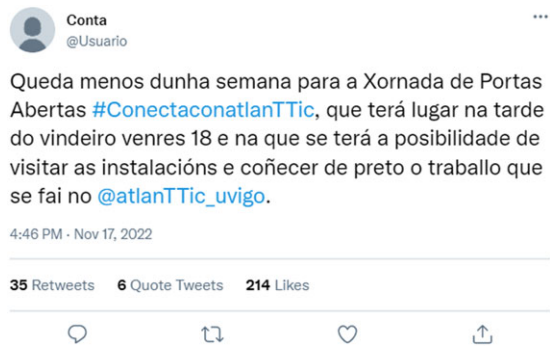 Conta
@Usuario
Queda menos dunha semana para a Xornada de Portas
Abertas #ConectaconatlanTTic, que terá lugar na tarde
do vindeiro venres 18 e na que se terá a posibilidade de
visitar as instalacións e coñecer de preto o traballo que
se fai no @atlanTTic_uvigo.
4:46 PM · Nov 17, 2022
35 Retweets 6 Quote Tweets 214 Likes